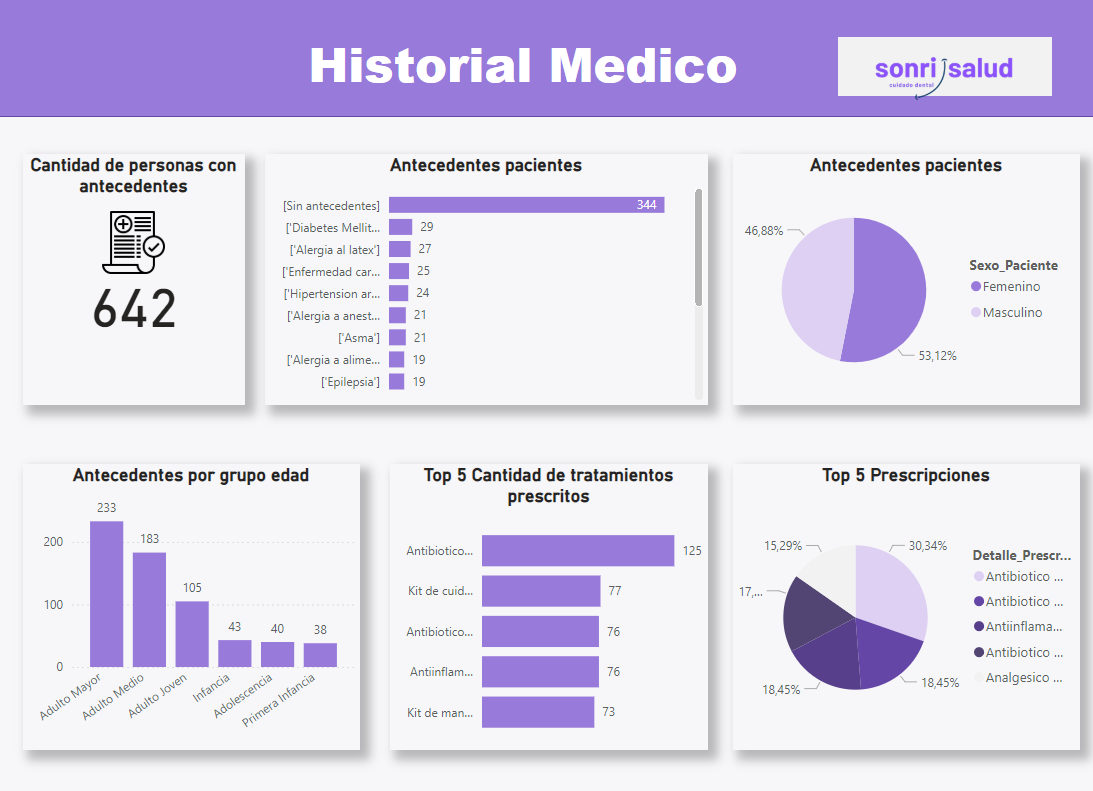 Historial Medico
sonrisalud
cuidado dental
Cantidad de personas con
antecedentes
642
Antecedentes pacientes
[Sin antecedentes]
344
['Diabetes Mellit...
29
['Alergia al latex']
27
['Enfermedad car...
25
['Hipertension ar...
24
['Alergia a anest...
21
['Asma']
21
['Alergia a alime...
19
['Epilepsia']
19
Antecedentes pacientes
46,88%
53,12%
Sexo_Paciente
Femenino
Masculino
Antecedentes por grupo edad
200
100
0
233
183
105
43
40
38
Adulto Mayor
Adulto Medio
Adulto Joven
Infancia
Adolescencia
Primera Infancia
Top 5 Cantidad de tratamientos
prescritos
Antibiotico...
125
Kit de cuid...
77
Antibiotico...
76
Antiinflam...
76
Kit de man...
73
Top 5 Prescripciones
15,29%
30,34%
17,...
18,45%
18,45%
Detalle_Prescr...
Antibiotico ...
Antibiotico ...
Antiinflama...
Antibiotico ...
Analgesico ...